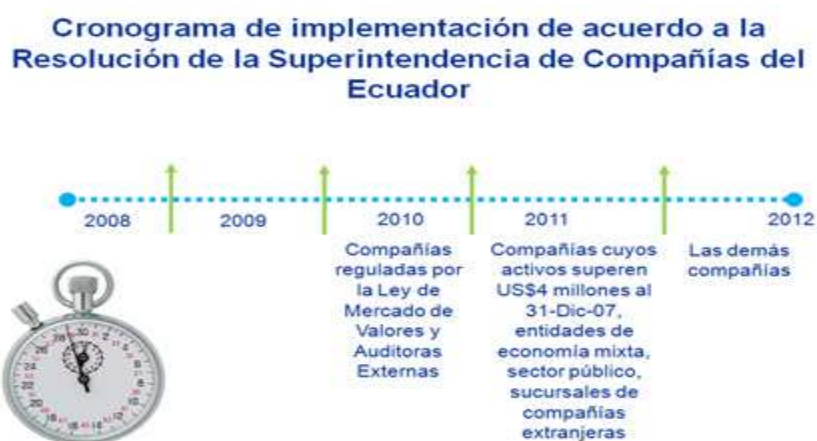 Cronograma de implementación de acuerdo a la
Resolución de la Superintendencia de Compañías del
Ecuador
2008
2009
2010
2011
2012
Compañías
reguladas por
la Ley de
Mercado de
Valores y
Auditoras
Externas
Compañías cuyos
activos superen
US$4 millones al
31-Dic-07,
entidades de
economía mixta,
sector público,
sucursales de
compañías
extranjeras
Las demás
compañías